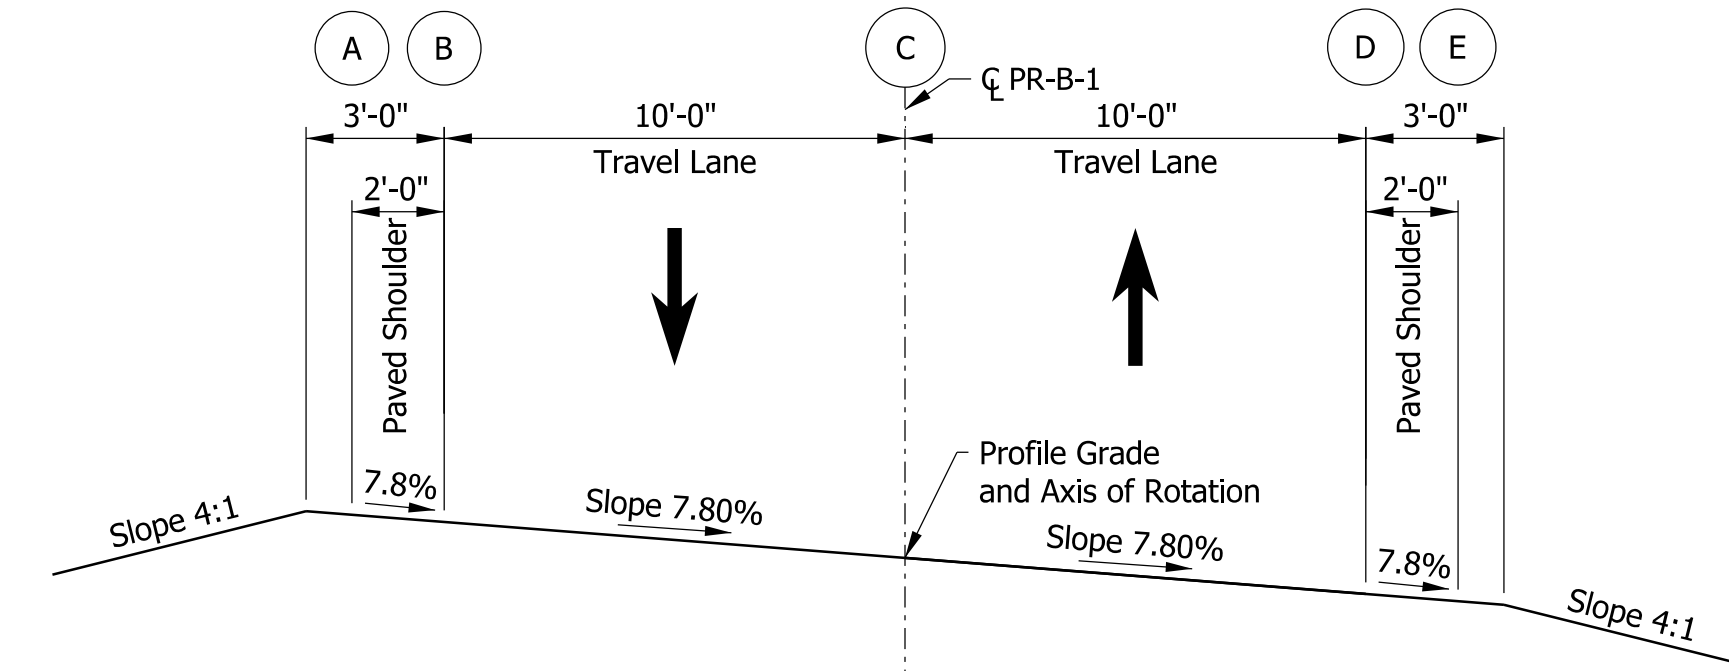 A B C D E
℄ PR-B-1
3'-0" 10'-0" 10'-0" 3'-0"
Travel Lane Travel Lane
2'-0" 2'-0"
Paved Shoulder
Paved Shoulder
Profile Grade
and Axis of Rotation
Slope 4:1
7.8%
Slope 7.80%
Slope 7.80%
7.8%
Slope 4:1